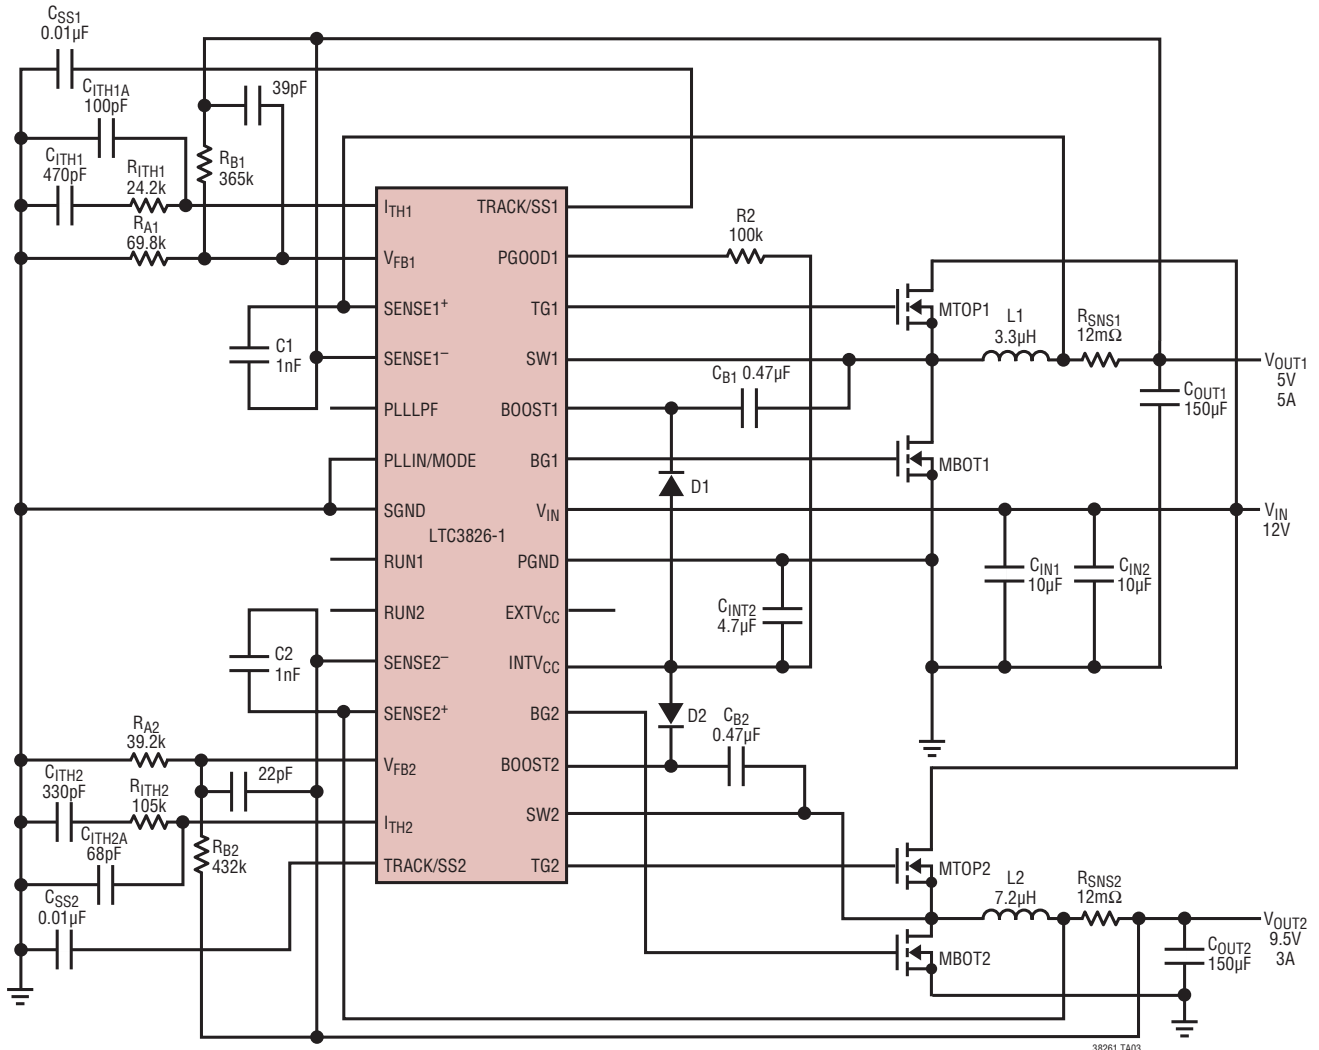 CSS1
0.01µF
CITH1A
100pF
39pF
CITH1
470pF
RITH1
24.2k
RB1
365k
RA1
69.8k
ITH1
TRACK/SS1
VFB1
PGOOD1
R2
100k
SENSE1+
TG1
MTOP1
C1
1nF
SENSE1–
SW1
L1
3.3µH
RSNS1
12mΩ
VOUT1
5V
5A
CB1 0.47µF
COUT1
150µF
PLLLPF
BOOST1
PLLIN/MODE
BG1
D1
MBOT1
SGND
VIN
VIN
12V
LTC3826-1
RUN1
PGND
CIN1
10µF
CIN2
10µF
RUN2
EXTVCC
CINT2
4.7µF
C2
1nF
SENSE2–
INTVCC
SENSE2+
BG2
D2
CB2
0.47µF
RA2
39.2k
VFB2
BOOST2
CITH2
330pF
RITH2
105k
22pF
ITH2
SW2
CITH2A
68pF
RB2
432k
TRACK/SS2
TG2
MTOP2
CSS2
0.01µF
L2
7.2µH
RSNS2
12mΩ
VOUT2
9.5V
3A
MBOT2
COUT2
150µF
38261 TA03